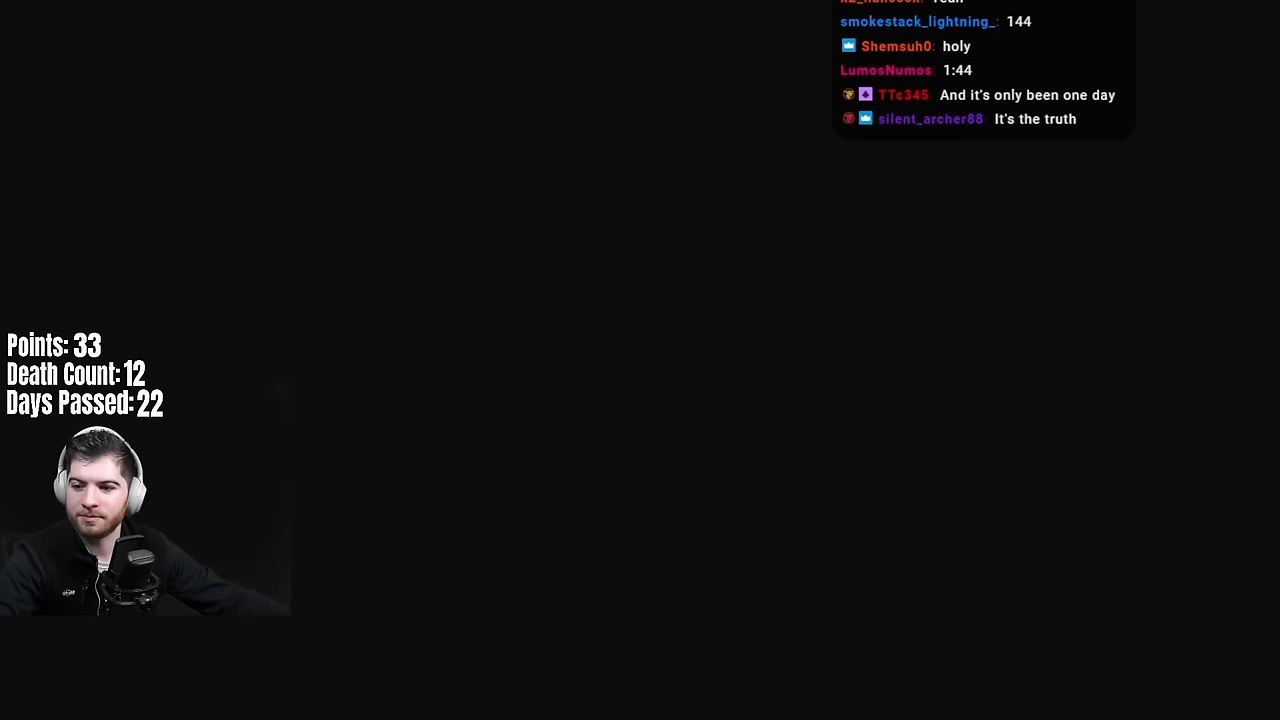 smokestack_lightning_: 144
Shemsuh0: holy
LumosNumos: 1:44
TTc345: And it's only been one day
silent_archer88: It's the truth
Points: 33
Death Count: 12
Days Passed: 22